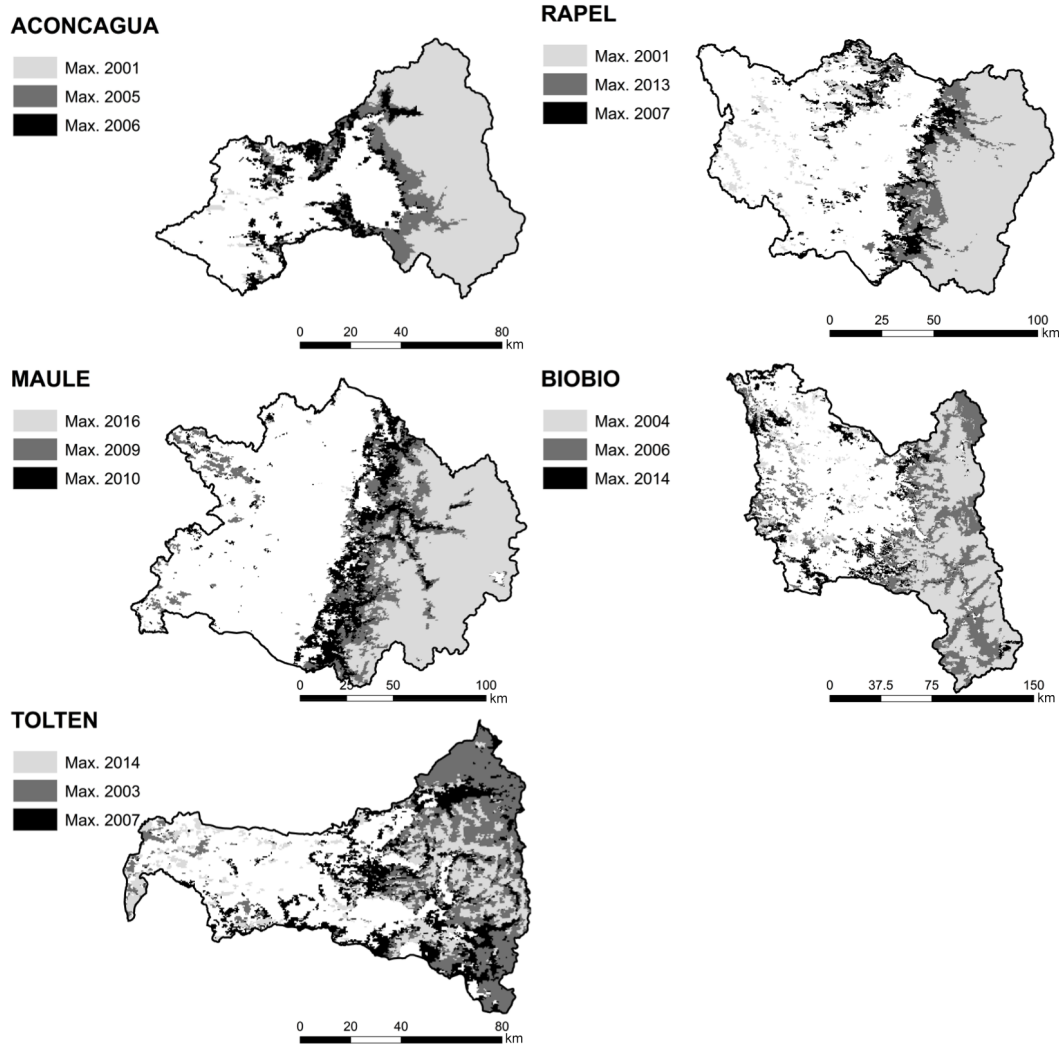 ACONCAGUA
Max. 2001
Max. 2005
Max. 2006
0 20 40 80
km
RAPEL
Max. 2001
Max. 2013
Max. 2007
0 25 50 100
km
MAULE
Max. 2016
Max. 2009
Max. 2010
0 25 50 100
km
BIOBIO
Max. 2004
Max. 2006
Max. 2014
0 37.5 75 150
km
TOLTEN
Max. 2014
Max. 2003
Max. 2007
0 20 40 80
km